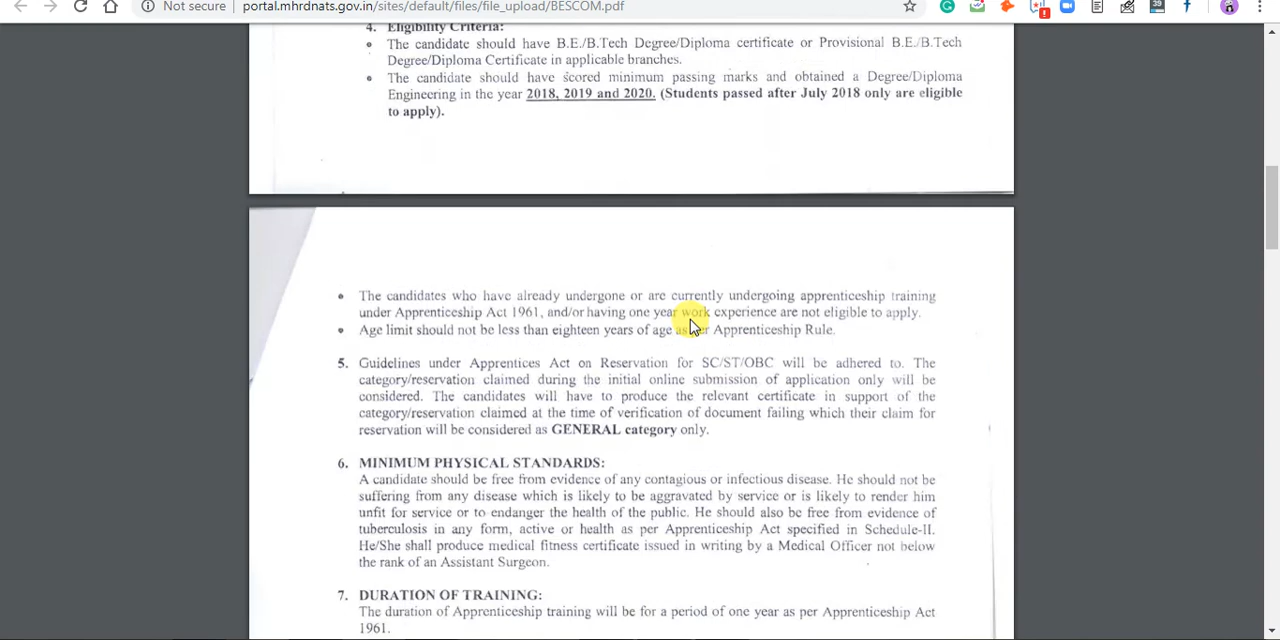 Not secure
portal.mhrdnats.gov.in/sites/default/files/file_upload/BESCOM.pdf
39
4. Eligibility Criteria:
The candidate should have B.E./B.Tech Degree/Diploma certificate or Provisional B.E./B.Tech
Degree/Diploma Certificate in applicable branches.
The candidate should have scored minimum passing marks and obtained a Degree/Diploma
Engineering in the year 2018, 2019 and 2020. (Students passed after July 2018 only are eligible
to apply).
The candidates who have already undergone or are currently undergoing apprenticeship training
under Apprenticeship Act 1961, and/or having one year work experience are not eligible to apply.
Age limit should not be less than eighteen years of age as per Apprenticeship Rule.
5. Guidelines under Apprentices Act on Reservation for SC/ST/OBC will be adhered to. The
category/reservation claimed during the initial online submission of application only will be
considered. The candidates will have to produce the relevant certificate in support of the
category/reservation claimed at the time of verification of document failing which their claim for
reservation will be considered as GENERAL category only.
6. MINIMUM PHYSICAL STANDARDS:
A candidate should be free from evidence of any contagious or infectious disease. He should not be
suffering from any disease which is likely to be aggravated by service or is likely to render him
unfit for service or to endanger the health of the public. He should also be free from evidence of
tuberculosis in any form, active or health as per Apprenticeship Act specified in Schedule-II.
He/She shall produce medical fitness certificate issued in writing by a Medical Officer not below
the rank of an Assistant Surgeon.
7. DURATION OF TRAINING:
The duration of Apprenticeship training will be for a period of one year as per Apprenticeship Act
1961.